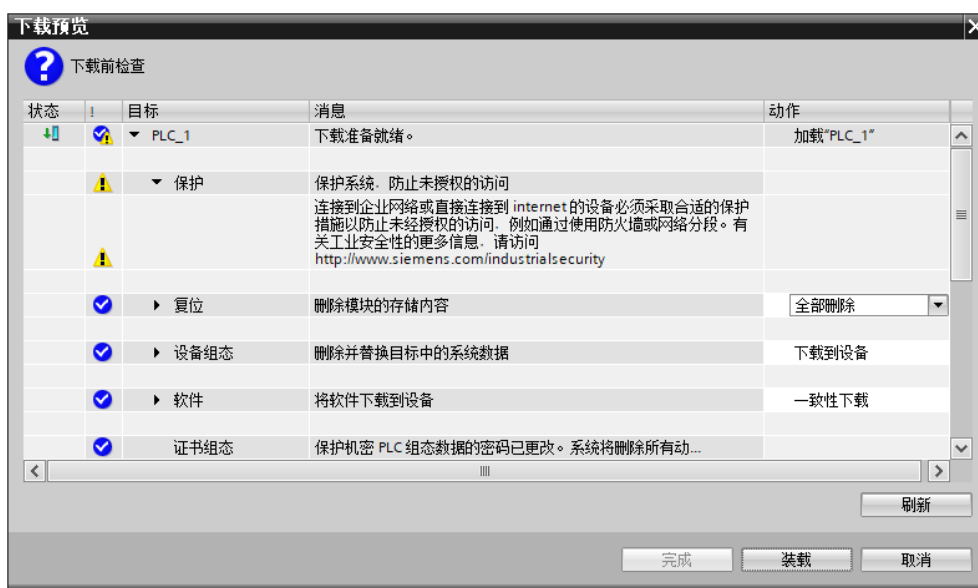 下载预览
下载前检查
状态 ! 目标 消息 动作
PLC_1 下载准备就绪。 加载“PLC_1”
保护 保护系统，防止未授权的访问
连接到企业网络或直接连接到 internet 的设备必须采取合适的保护
措施以防止未经授权的访问，例如通过使用防火墙或网络分段。有
关工业安全性的更多信息，请访问
http://www.siemens.com/industrialsecurity
复位 删除模块的存储内容 全部删除
设备组态 删除并替换目标中的系统数据 下载到设备
软件 将软件下载到设备 一致性下载
证书组态 保护机密 PLC 组态数据的密码已更改。系统将删除所有动...
刷新
完成 装载 取消